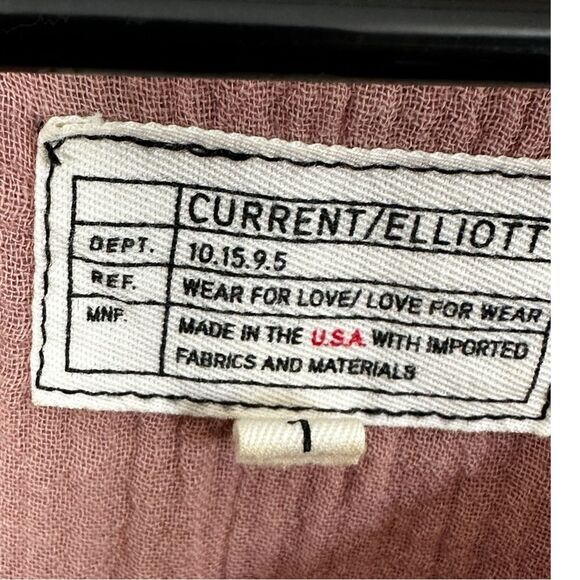 CURRENT/ELLIOTT
DEPT. 10.15.9.5
REF. WEAR FOR LOVE/ LOVE FOR WEAR
MNF. MADE IN THE U.S.A. WITH IMPORTED
FABRICS AND MATERIALS
1